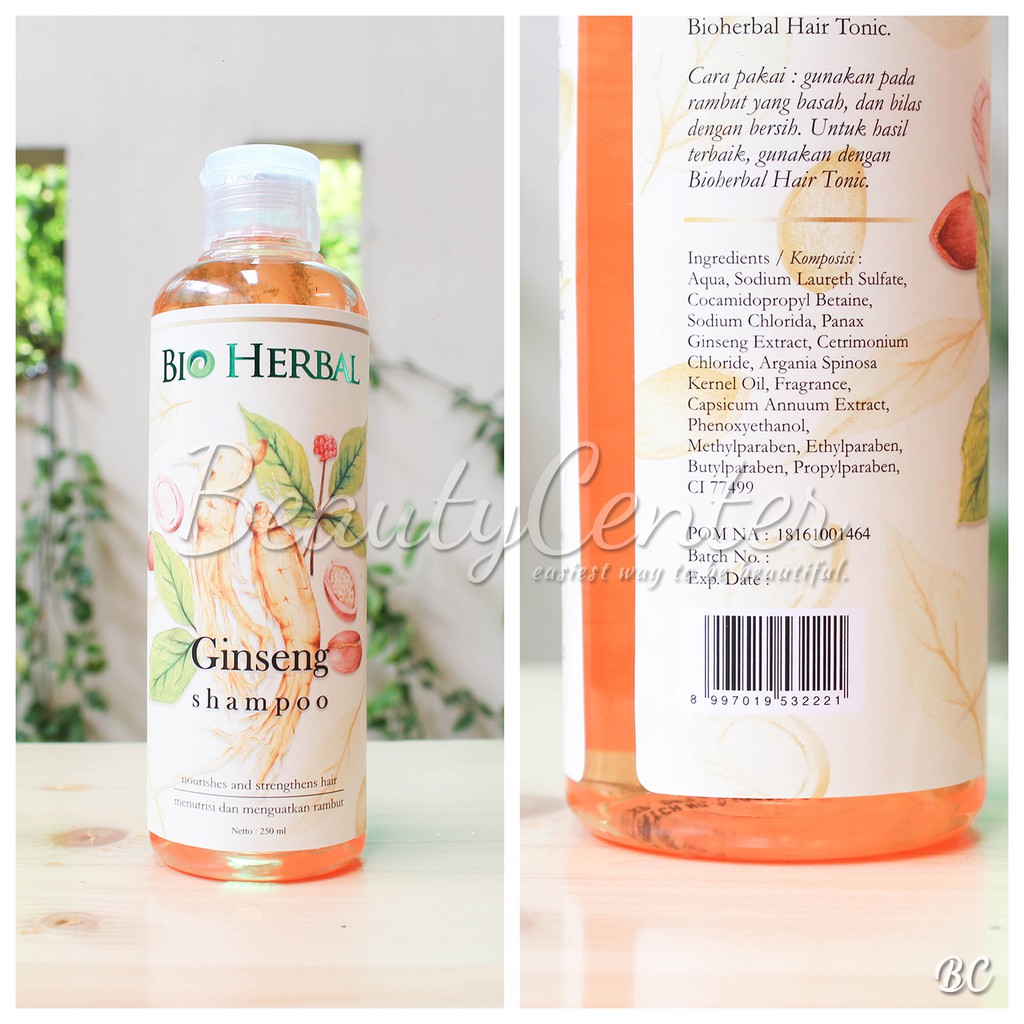 BIO HERBAL
Ginseng
shampoo
nourishes and strengthens hair
menutrisi dan menguatkan rambut
Netto : 250 ml
Bioherbal Hair Tonic.
Cara pakai : gunakan pada
rambut yang basah, dan bilas
dengan bersih. Untuk hasil
terbaik, gunakan dengan
Bioherbal Hair Tonic.
Ingredients / Komposisi :
Aqua, Sodium Laureth Sulfate,
Cocamidopropyl Betaine,
Sodium Chlorida, Panax
Ginseng Extract, Cetrimonium
Chloride, Argania Spinosa
Kernel Oil, Fragrance,
Capsicum Annuum Extract,
Phenoxyethanol,
Methylparaben, Ethylparaben,
Butylparaben, Propylparaben,
CI 77499
POM NA : 18161001464
Batch No. :
Exp. Date :
8 997019 532221
BeautyCenter
easiest way to be beautiful.
BC